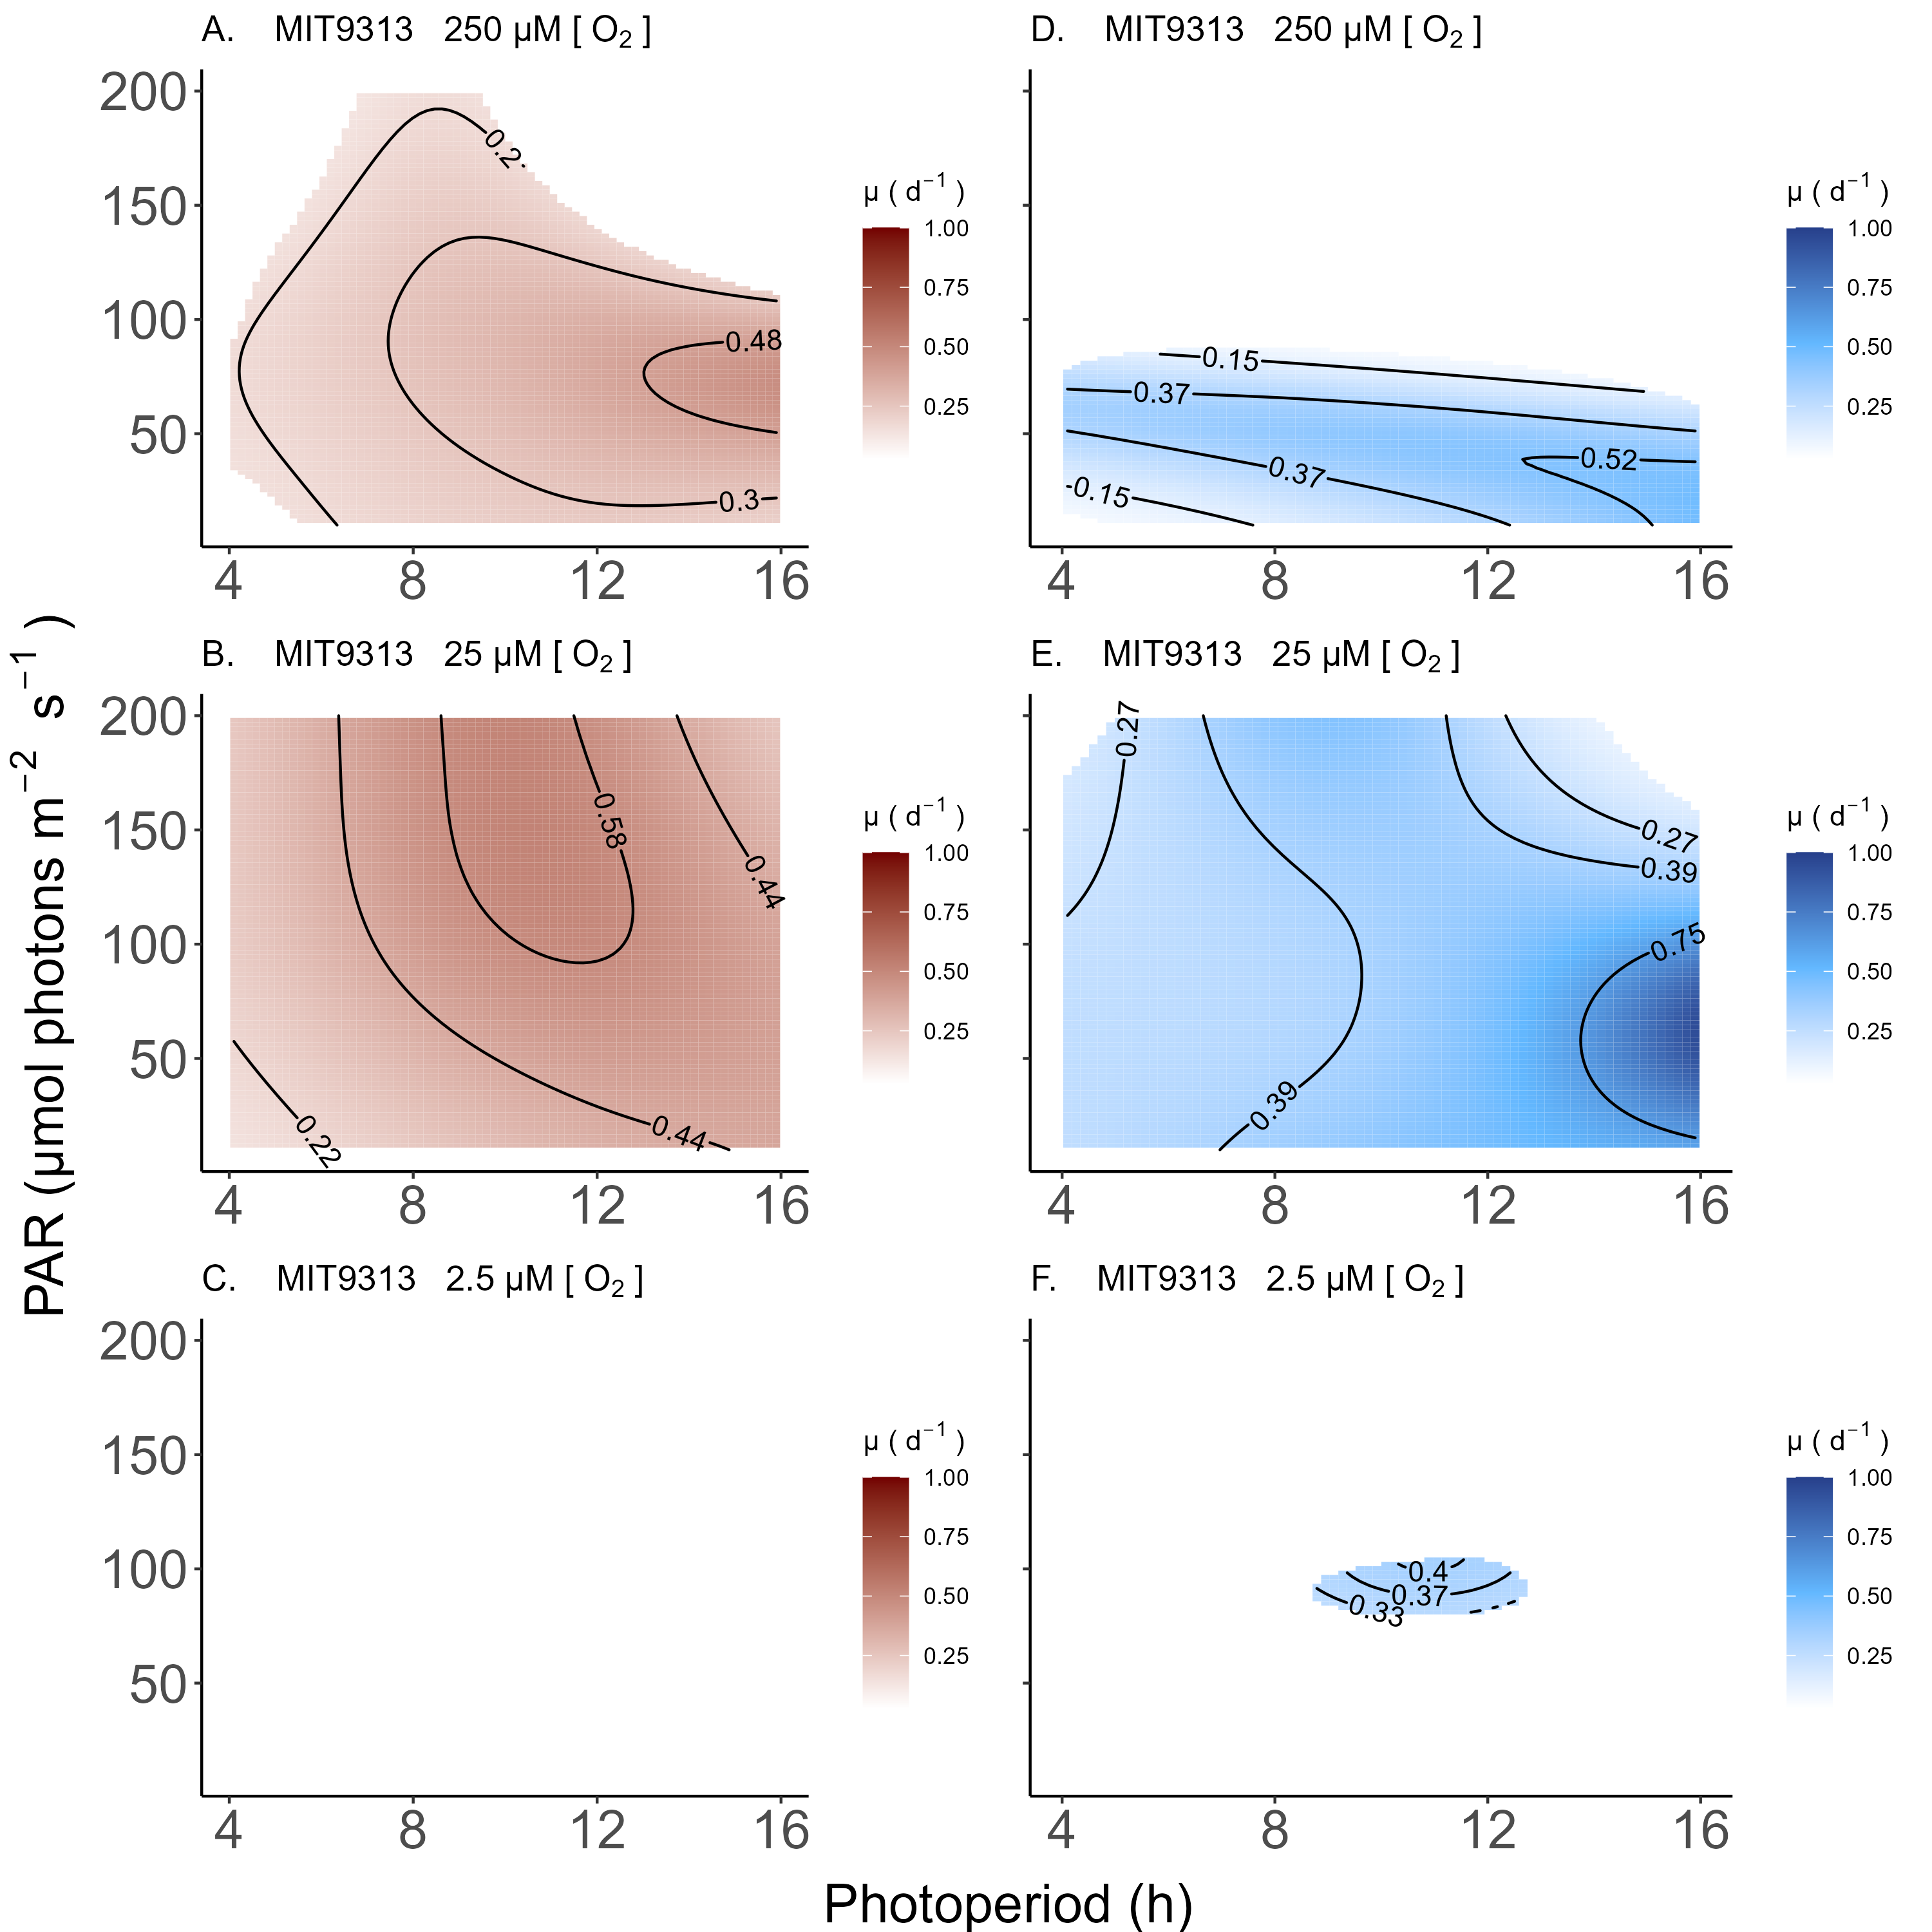 A. MIT9313 250 µM [ O₂ ]
200
150
100
50
4 8 12 16
0.2
0.48
0.3
µ ( d⁻¹ )
1.00
0.75
0.50
0.25
D. MIT9313 250 µM [ O₂ ]
4 8 12 16
0.15
0.37
0.37
0.52
0.15
µ ( d⁻¹ )
1.00
0.75
0.50
0.25
B. MIT9313 25 µM [ O₂ ]
200
150
100
50
4 8 12 16
0.58
0.44
0.44
0.22
µ ( d⁻¹ )
1.00
0.75
0.50
0.25
E. MIT9313 25 µM [ O₂ ]
4 8 12 16
0.27
0.27
0.39
0.75
0.39
µ ( d⁻¹ )
1.00
0.75
0.50
0.25
C. MIT9313 2.5 µM [ O₂ ]
200
150
100
50
4 8 12 16
µ ( d⁻¹ )
1.00
0.75
0.50
0.25
F. MIT9313 2.5 µM [ O₂ ]
4 8 12 16
0.4
0.37
0.33
µ ( d⁻¹ )
1.00
0.75
0.50
0.25
PAR (µmol photons m⁻² s⁻¹ )
Photoperiod (h)